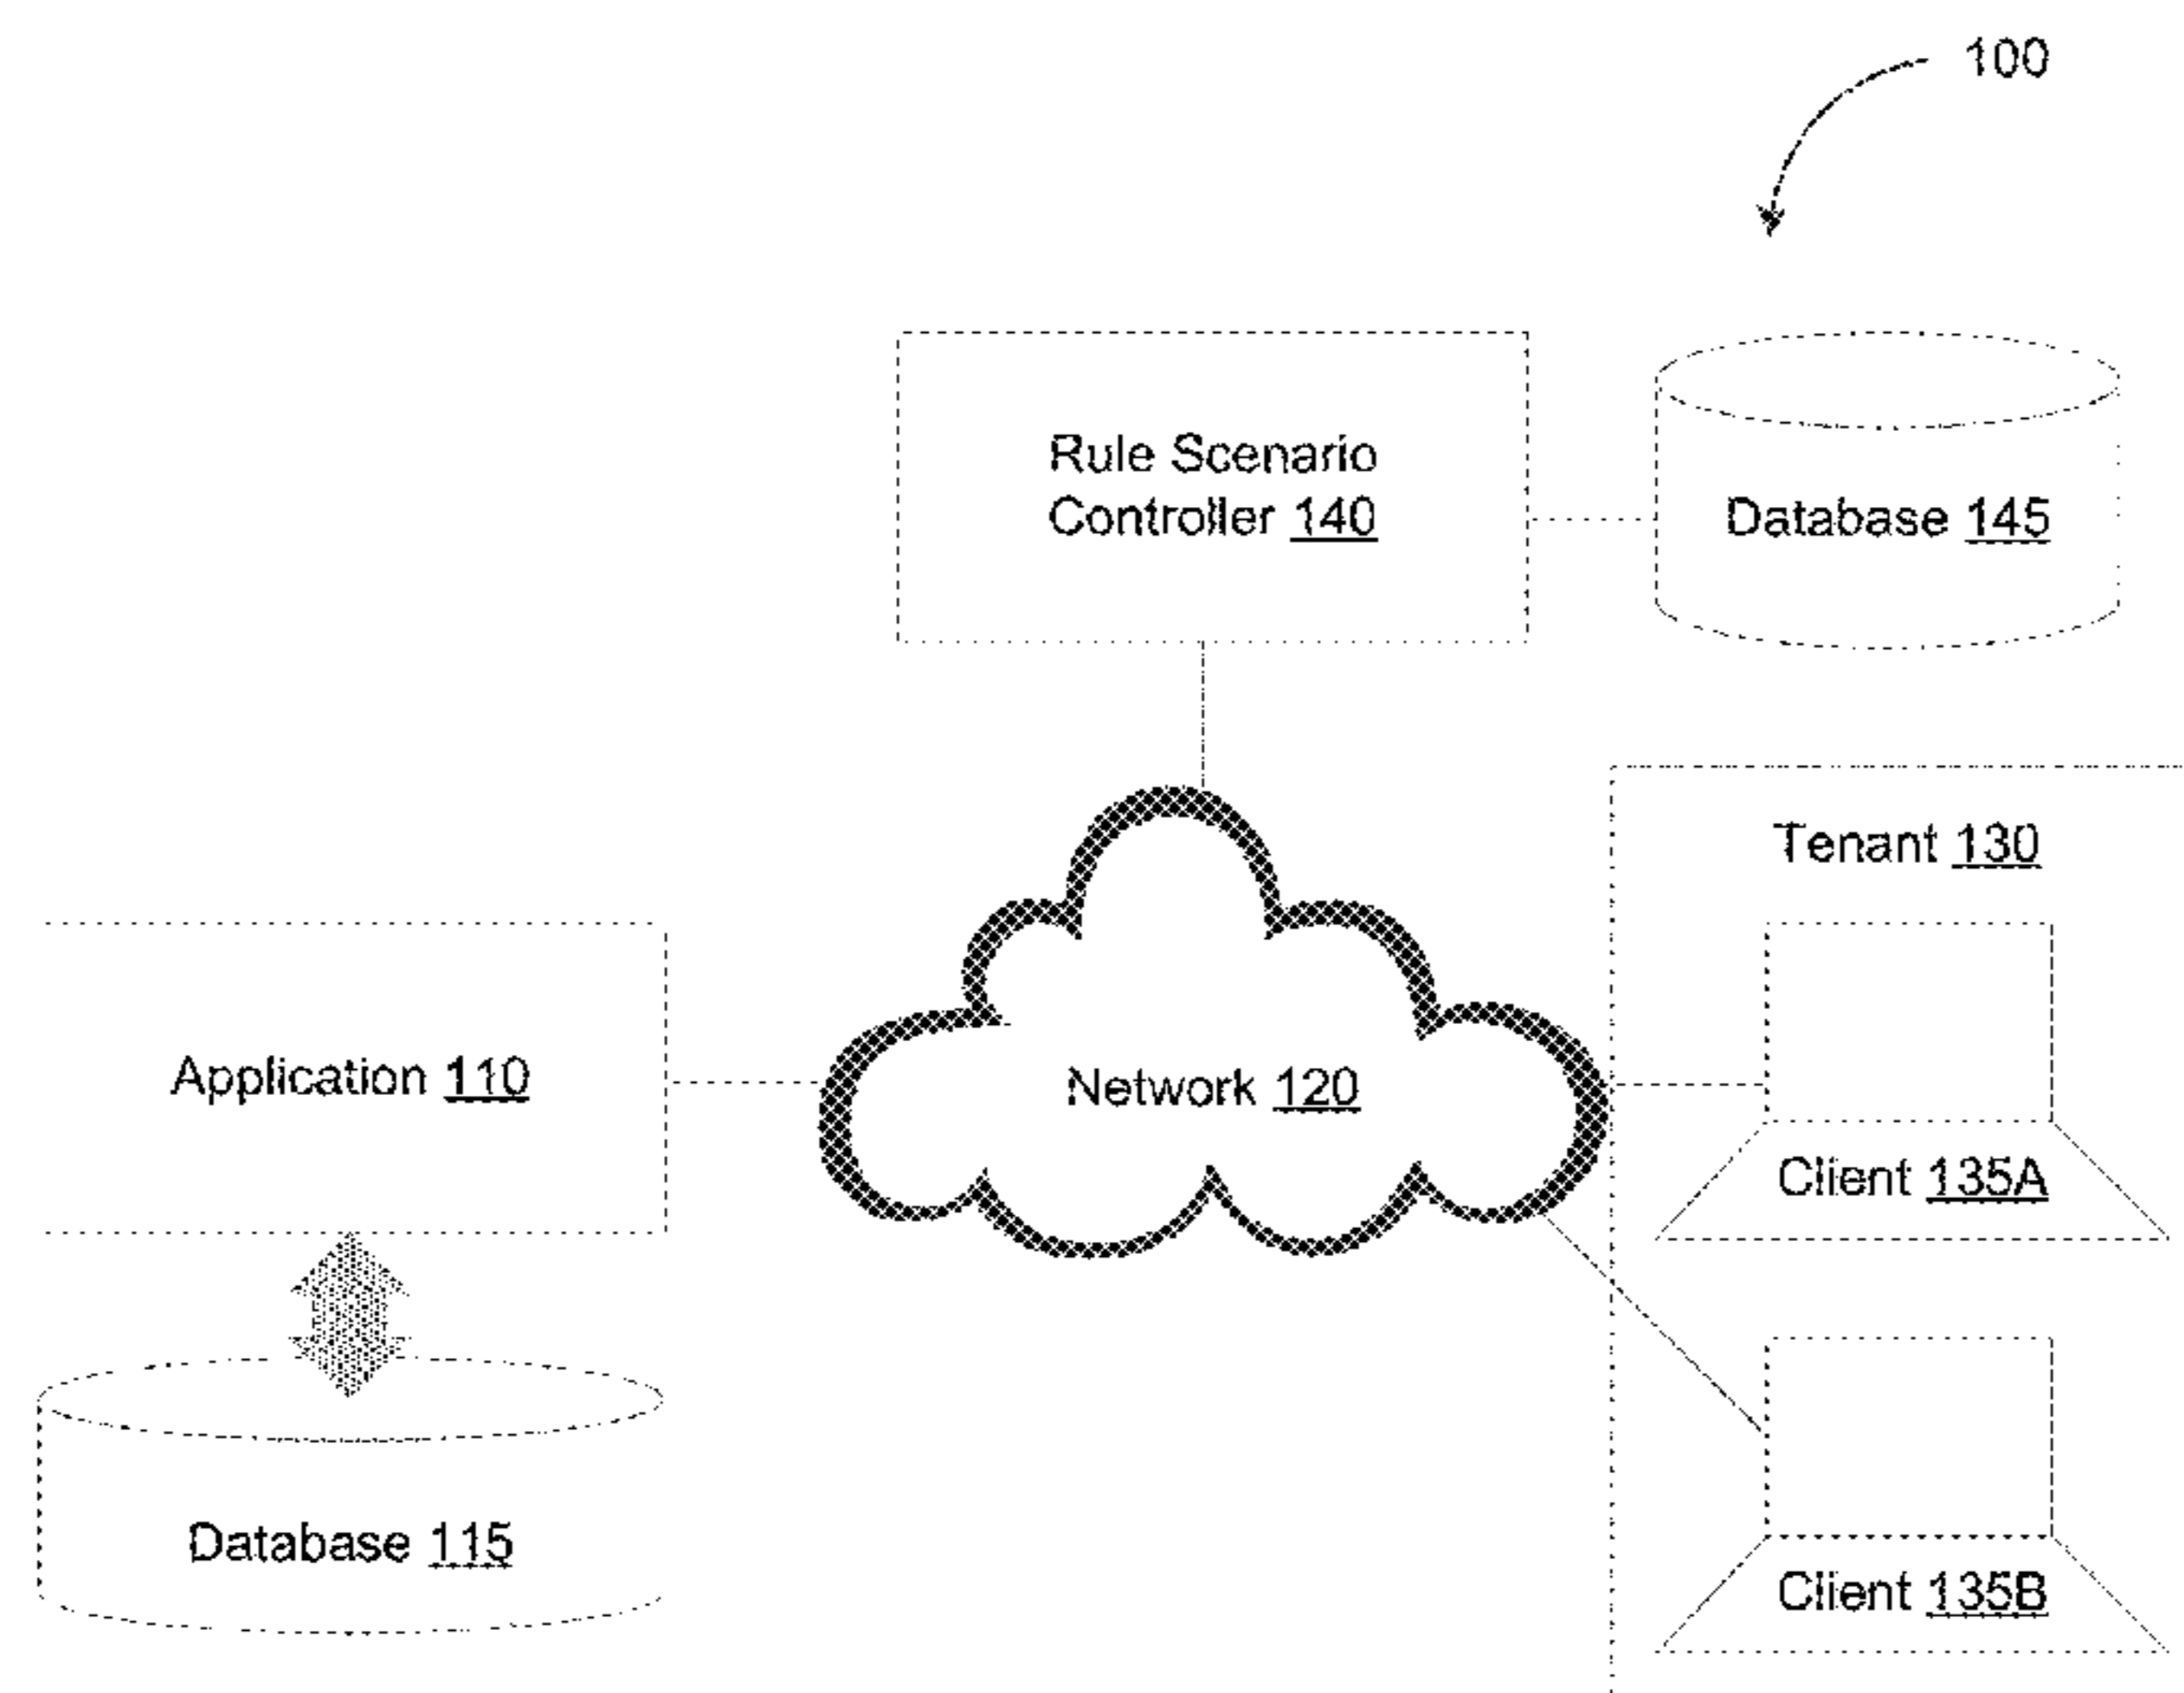 100
Rule Scenario
Controller 140
Database 145
Tenant 130
Application 110
Network 120
Client 135A
Database 115
Client 135B